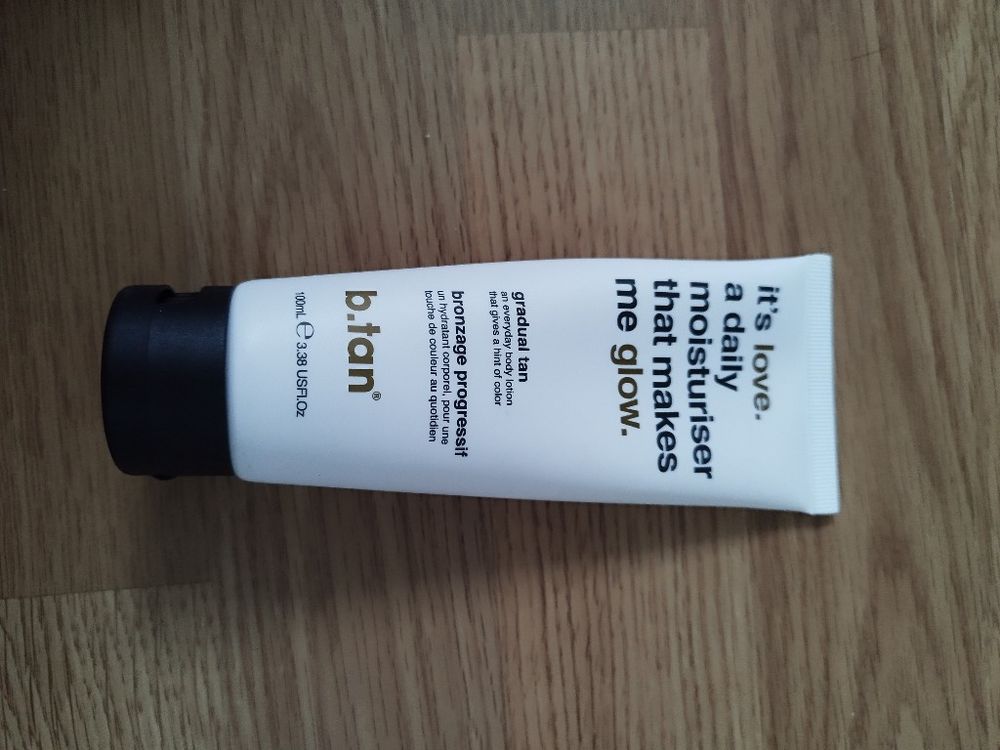 it's love.
a daily
moisturiser
that makes
me glow.
gradual tan
an everyday body lotion
that gives a hint of color
bronzage progressif
un hydratant corporel, pour une
touche de couleur au quotidien
b.tan®
100mL ℮ 3.38 USFl.Oz